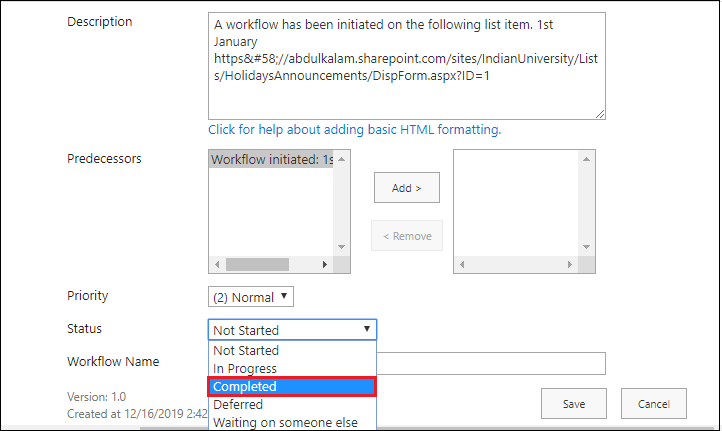 Description
A workflow has been initiated on the following list item. 1st
January
https&#58;//abdulkalam.sharepoint.com/sites/IndianUniversity/List
s/HolidaysAnnouncements/DispForm.aspx?ID=1
Click for help about adding basic HTML formatting.
Predecessors
Workflow initiated: 1s
Add >
< Remove
Priority
(2) Normal
Status
Not Started
Not Started
In Progress
Completed
Deferred
Waiting on someone else
Workflow Name
Version: 1.0
Created at 12/16/2019 2:42
Save
Cancel